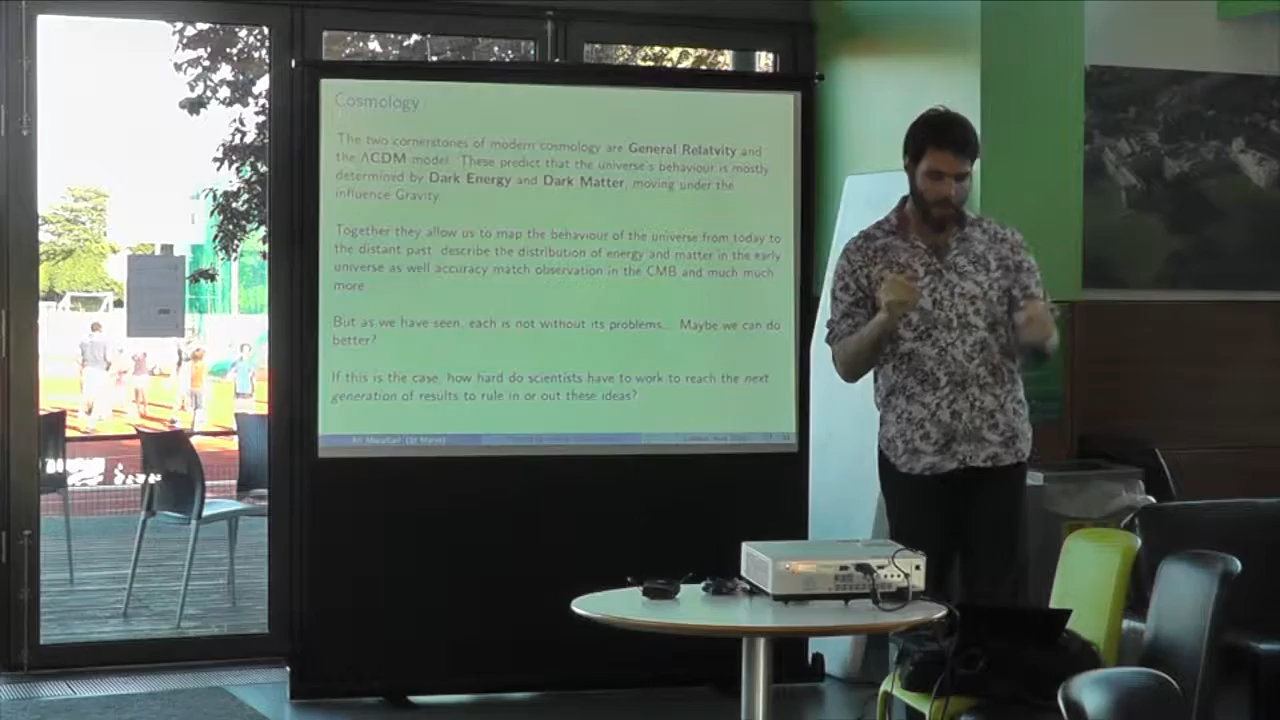 Cosmology
The two cornerstones of modern cosmology are General Relatvity and
the ΛCDM model. These predict that the universe's behaviour is mostly
determined by Dark Energy and Dark Matter, moving under the
influence Gravity.
Together they allow us to map the behaviour of the universe from today to
the distant past, describe the distribution of energy and matter in the early
universe as well accuracy match observation in the CMB and much much
more.
But as we have seen, each is not without its problems... Maybe we can do
better?
If this is the case, how hard do scientists have to work to reach the next
generation of results to rule in or out these ideas?